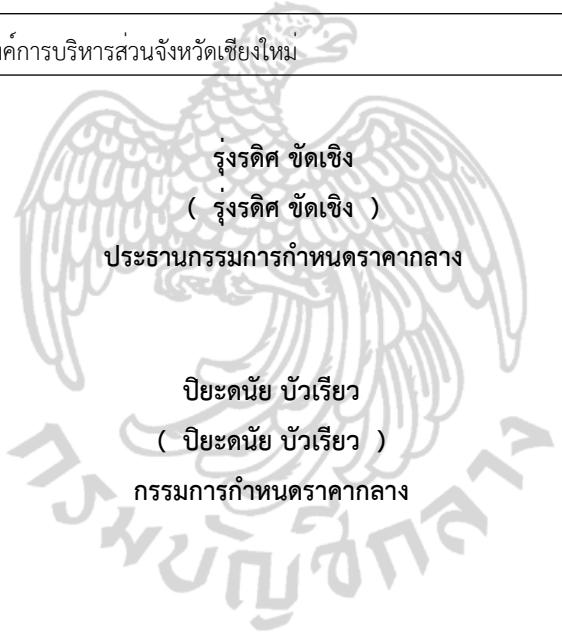 ค์การบริหารส่วนจังหวัดเชียงใหม่
รุ่งรดิศ ขัดเชิง
( รุ่งรดิศ ขัดเชิง )
ประธานกรรมการกำหนดราคากลาง
ปิยะดนัย บัวเรียว
( ปิยะดนัย บัวเรียว )
กรรมการกำหนดราคากลาง
กรมบัญชีกลาง